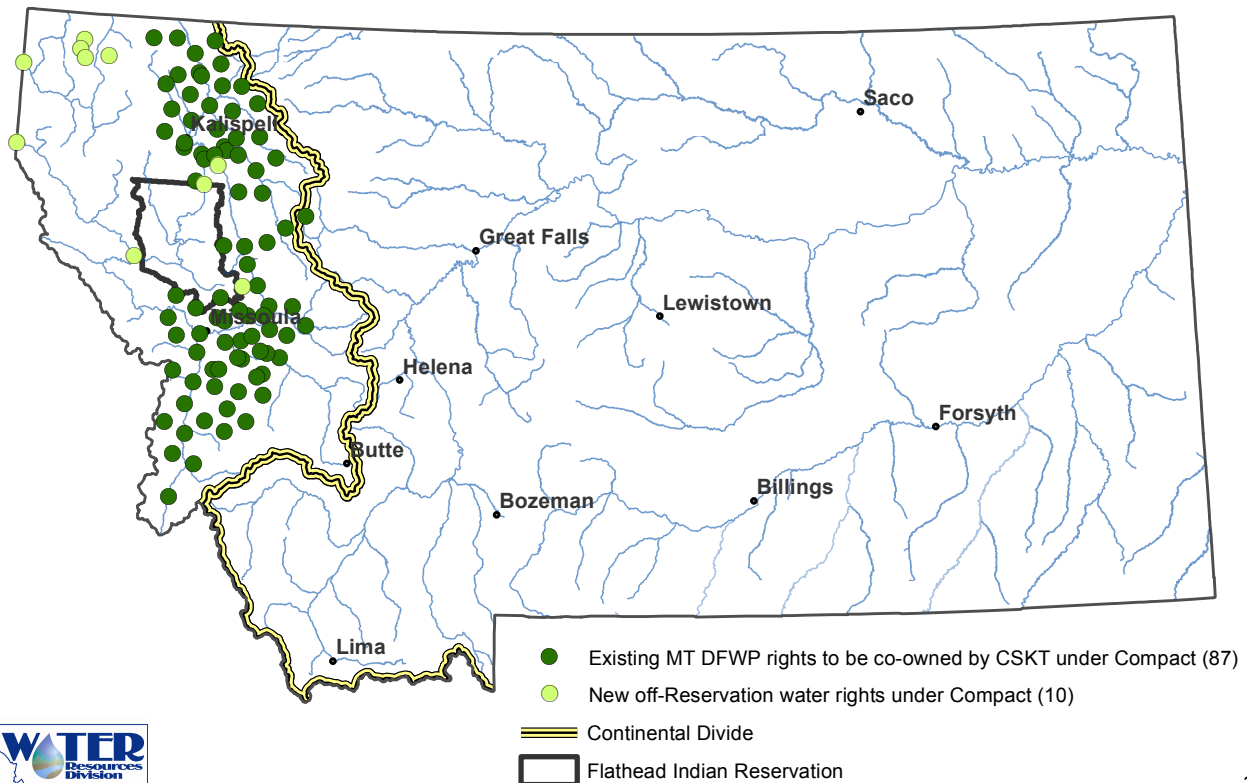 Saco
Kalispell
Great Falls
Lewistown
Missoula
Helena
Forsyth
Butte
Billings
Bozeman
Lima
Existing MT DFWP rights to be co-owned by CSKT under Compact (87)
New off-Reservation water rights under Compact (10)
Continental Divide
Flathead Indian Reservation
WATER
Resources
Division